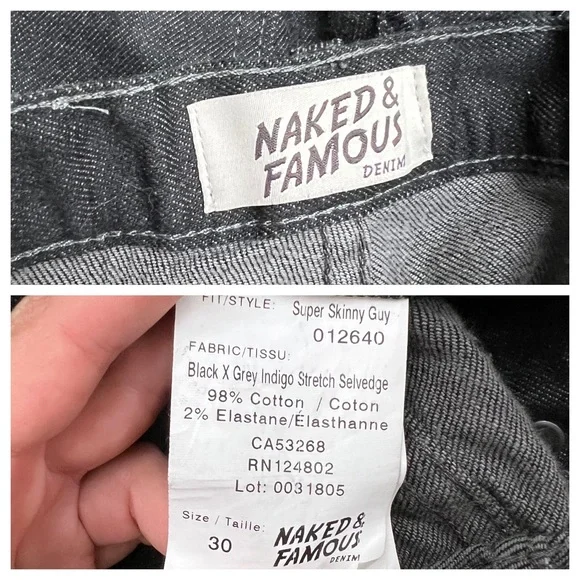 NAKED &
FAMOUS
DENIM
FIT/STYLE: Super Skinny Guy
012640
FABRIC/TISSU:
Black X Grey Indigo Stretch Selvedge
98% Cotton / Coton
2% Elastane/Élasthanne
CA53268
RN124802
Lot: 0031805
Size / Taille:
30
NAKED &
FAMOUS
DENIM